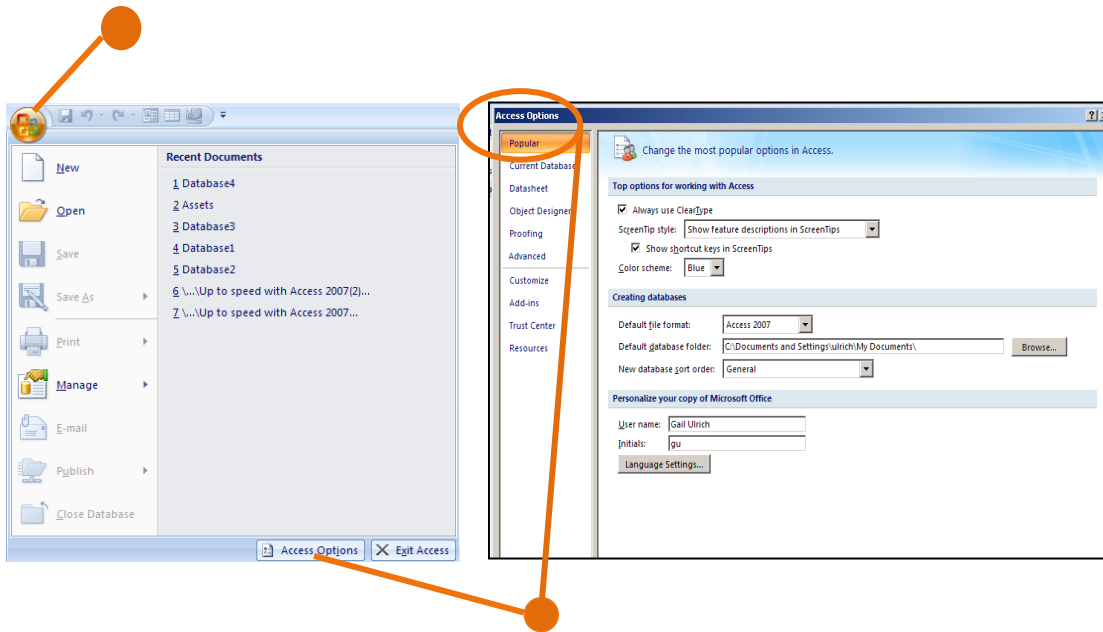 New
Open
Save
Save As
Print
Manage
E-mail
Publish
Close Database
Recent Documents
1 Database4
2 Assets
3 Database3
4 Database1
5 Database2
6 \...\Up to speed with Access 2007(2)...
7 \...\Up to speed with Access 2007...
Access Options
Exit Access
Access Options
Popular
Current Database
Datasheet
Object Designer
Proofing
Advanced
Customize
Add-ins
Trust Center
Resources
Change the most popular options in Access.
Top options for working with Access
Always use ClearType
ScreenTip style: Show feature descriptions in ScreenTips
Show shortcut keys in ScreenTips
Color scheme: Blue
Creating databases
Default file format: Access 2007
Default database folder: C:\Documents and Settings\ulrich\My Documents\ Browse...
New database sort order: General
Personalize your copy of Microsoft Office
User name: Gail Ulrich
Initials: gu
Language Settings...